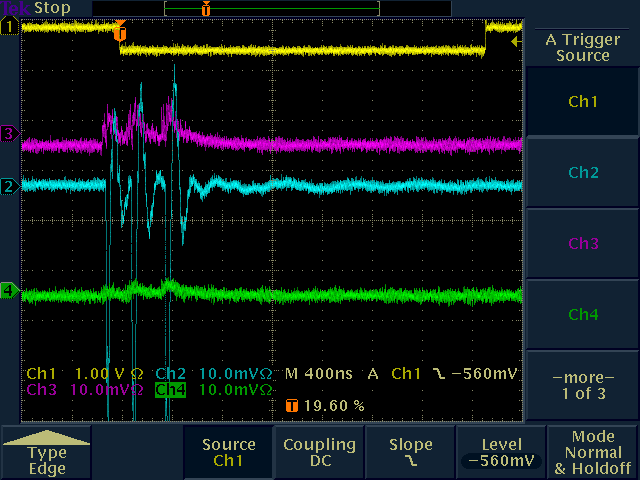 Tek Stop
T
1
T
A Trigger
Source
Ch1
3
Ch2
2
Ch3
4
Ch4
Ch1 1.00 V Ω Ch2 10.0mVΩ M 400ns A Ch1 ↘ −560mV
Ch3 10.0mVΩ Ch4 10.0mVΩ
T 19.60 %
−more−
1 of 3
Type
Edge
Source
Ch1
Coupling
DC
Slope
Level
−560mV
Mode
Normal
& Holdoff